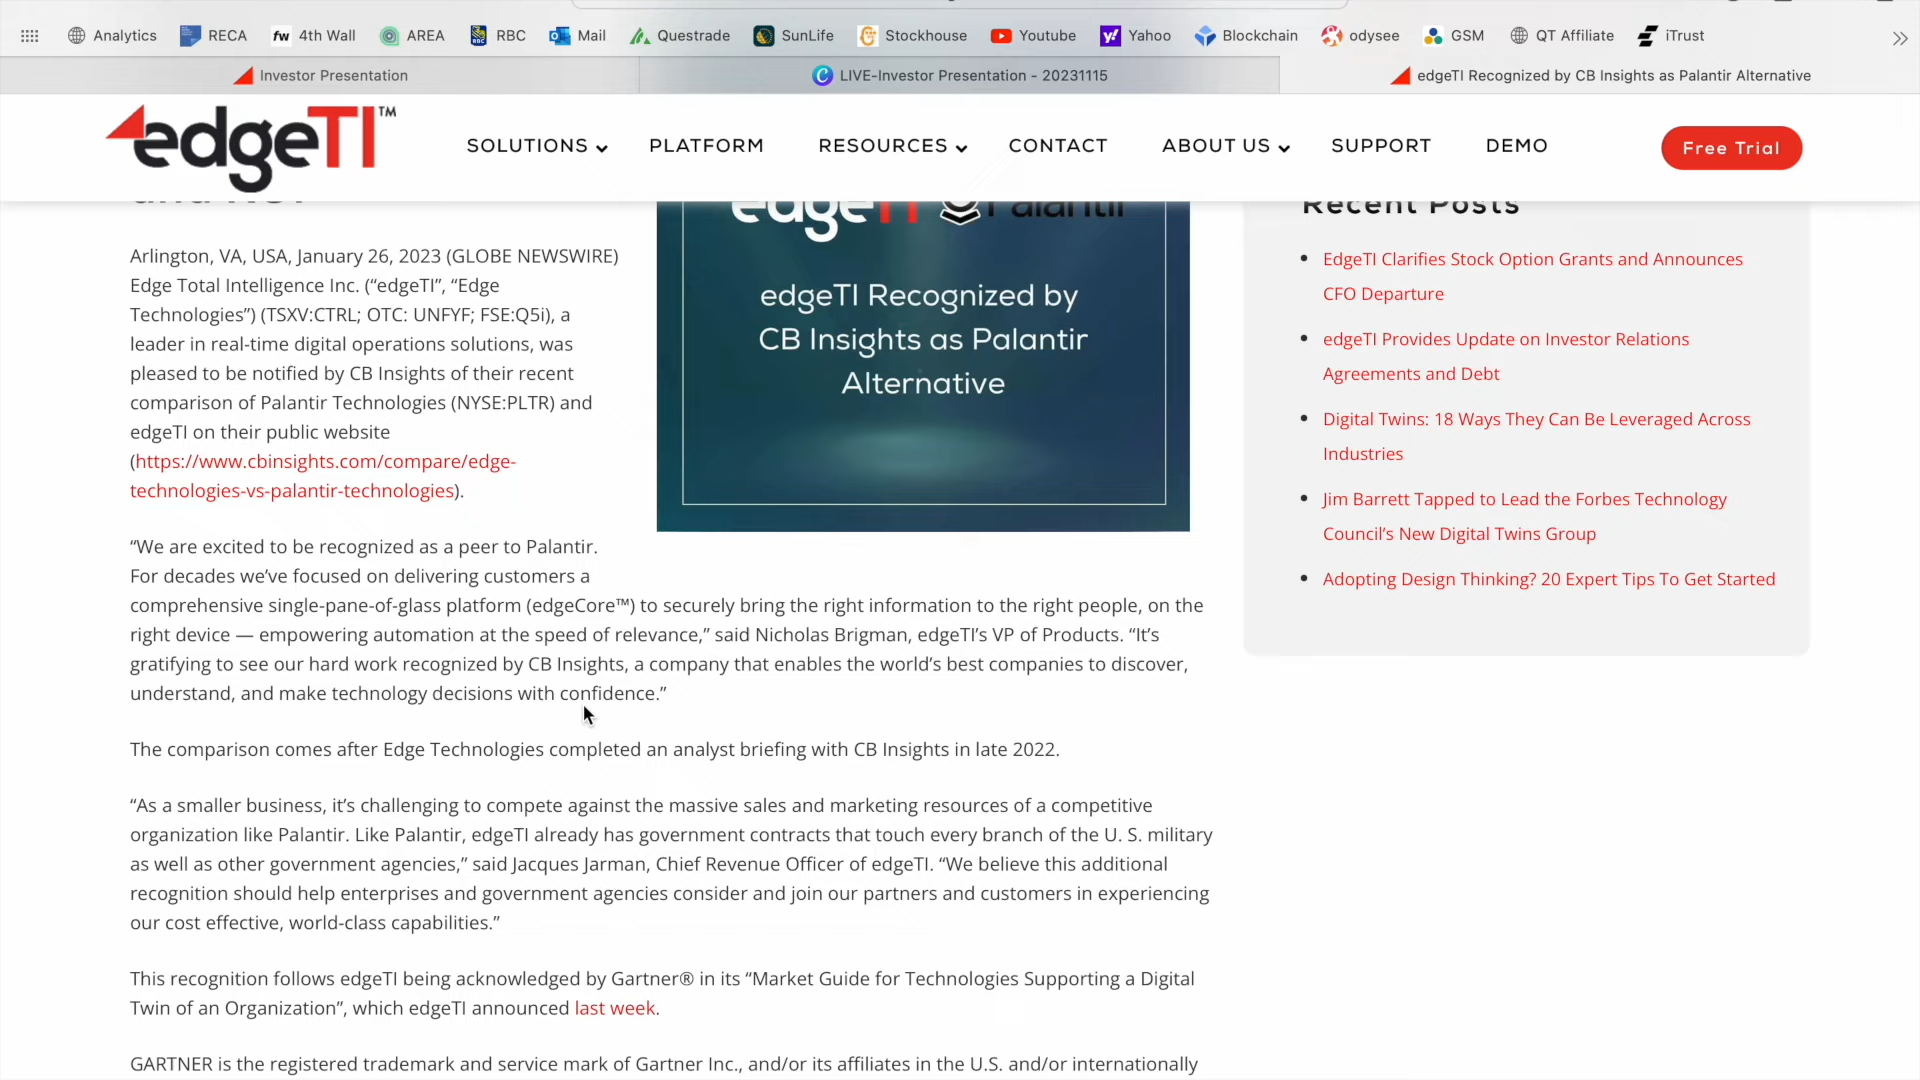 Analytics
RECA
fw 4th Wall
AREA
RBC
Mail
Questrade
SunLife
Stockhouse
Youtube
Yahoo
Blockchain
odysee
GSM
QT Affiliate
iTrust
Investor Presentation
LIVE-Investor Presentation - 20231115
edgeTI Recognized by CB Insights as Palantir Alternative
edgeTI™
SOLUTIONS
PLATFORM
RESOURCES
CONTACT
ABOUT US
SUPPORT
DEMO
Free Trial
Arlington, VA, USA, January 26, 2023 (GLOBE NEWSWIRE)
Edge Total Intelligence Inc. (“edgeTI”, “Edge
Technologies”) (TSXV:CTRL; OTC: UNFYF; FSE:Q5i), a
leader in real-time digital operations solutions, was
pleased to be notified by CB Insights of their recent
comparison of Palantir Technologies (NYSE:PLTR) and
edgeTI on their public website
(https://www.cbinsights.com/compare/edge-
technologies-vs-palantir-technologies).
edgeTI Palantir
edgeTI Recognized by
CB Insights as Palantir
Alternative
“We are excited to be recognized as a peer to Palantir.
For decades we’ve focused on delivering customers a
comprehensive single-pane-of-glass platform (edgeCore™) to securely bring the right information to the right people, on the
right device — empowering automation at the speed of relevance,” said Nicholas Brigman, edgeTI’s VP of Products. “It’s
gratifying to see our hard work recognized by CB Insights, a company that enables the world’s best companies to discover,
understand, and make technology decisions with confidence.”
The comparison comes after Edge Technologies completed an analyst briefing with CB Insights in late 2022.
“As a smaller business, it’s challenging to compete against the massive sales and marketing resources of a competitive
organization like Palantir. Like Palantir, edgeTI already has government contracts that touch every branch of the U. S. military
as well as other government agencies,” said Jacques Jarman, Chief Revenue Officer of edgeTI. “We believe this additional
recognition should help enterprises and government agencies consider and join our partners and customers in experiencing
our cost effective, world-class capabilities.”
This recognition follows edgeTI being acknowledged by Gartner® in its “Market Guide for Technologies Supporting a Digital
Twin of an Organization”, which edgeTI announced last week.
GARTNER is the registered trademark and service mark of Gartner Inc., and/or its affiliates in the U.S. and/or internationally
Recent Posts
EdgeTI Clarifies Stock Option Grants and Announces
CFO Departure
edgeTI Provides Update on Investor Relations
Agreements and Debt
Digital Twins: 18 Ways They Can Be Leveraged Across
Industries
Jim Barrett Tapped to Lead the Forbes Technology
Council’s New Digital Twins Group
Adopting Design Thinking? 20 Expert Tips To Get Started